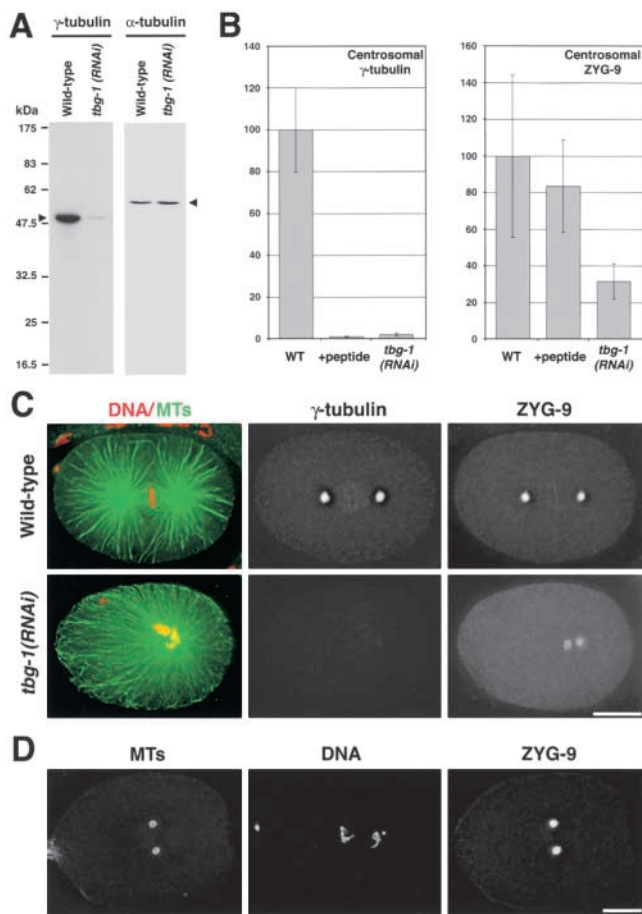 A
γ-tubulin α-tubulin
Wild-type
tbg-1 (RNAi)
Wild-type
tbg-1 (RNAi)
kDa
175
83
62
47.5
32.5
25
16.5
B
140
120
100
80
60
40
20
0
Centrosomal
γ-tubulin
WT +peptide tbg-1
(RNAi)
160
140
120
100
80
60
40
20
0
Centrosomal
ZYG-9
WT +peptide tbg-1
(RNAi)
C
DNA/MTs γ-tubulin ZYG-9
Wild-type
tbg-1(RNAi)
D
MTs DNA ZYG-9